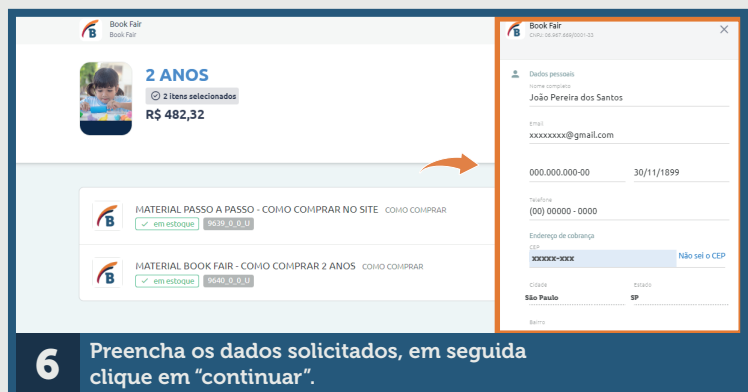 Book Fair
Book Fair
2 ANOS
2 itens selecionados
R$ 482,32
MATERIAL PASSO A PASSO - COMO COMPRAR NO SITE COMO COMPRAR
em estoque 9639_0_0_U
MATERIAL BOOK FAIR - COMO COMPRAR 2 ANOS COMO COMPRAR
em estoque 9640_0_0_U
Book Fair
Dados pessoais
Nome completo
João Pereira dos Santos
Email
xxxxxxxx@gmail.com
000.000.000-00 30/11/1899
Telefone
(00) 00000 - 0000
Endereço de cobrança
CEP
xxxxx-xxx Não sei o CEP
Cidade Estado
São Paulo SP
Bairro
6 Preencha os dados solicitados, em seguida
clique em “continuar”.